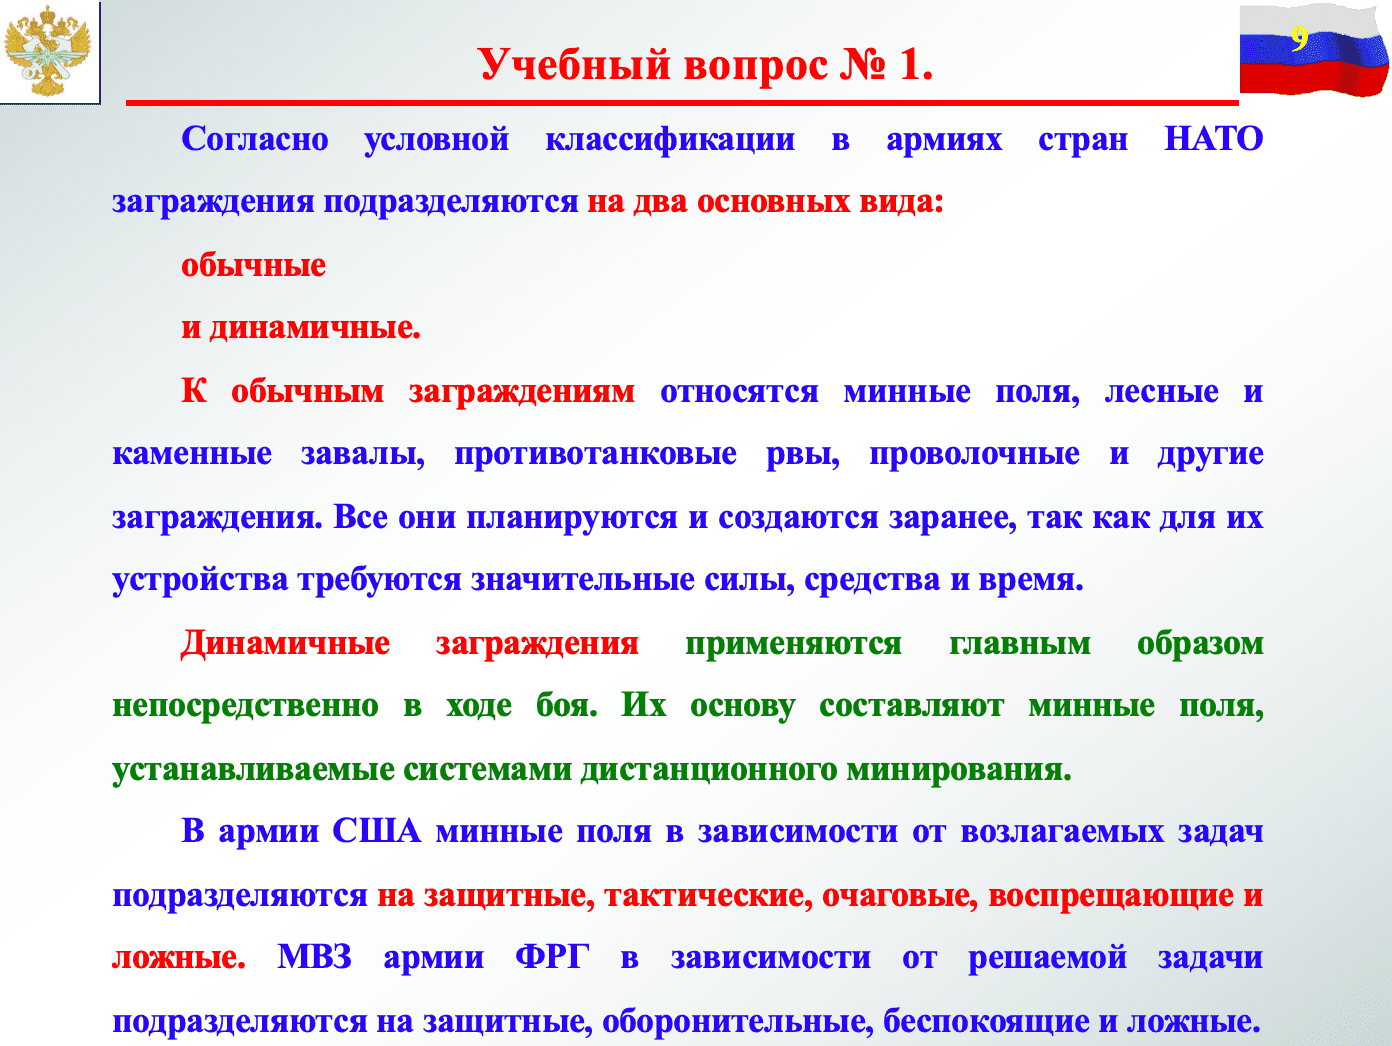 Учебный вопрос № 1.
9
Согласно условной классификации в армиях стран НАТО
заграждения подразделяются на два основных вида:
обычные
и динамичные.
К обычным заграждениям относятся минные поля, лесные и
каменные завалы, противотанковые рвы, проволочные и другие
заграждения. Все они планируются и создаются заранее, так как для их
устройства требуются значительные силы, средства и время.
Динамичные заграждения применяются главным образом
непосредственно в ходе боя. Их основу составляют минные поля,
устанавливаемые системами дистанционного минирования.
В армии США минные поля в зависимости от возлагаемых задач
подразделяются на защитные, тактические, очаговые, воспрещающие и
ложные. МВЗ армии ФРГ в зависимости от решаемой задачи
подразделяются на защитные, оборонительные, беспокоящие и ложные.